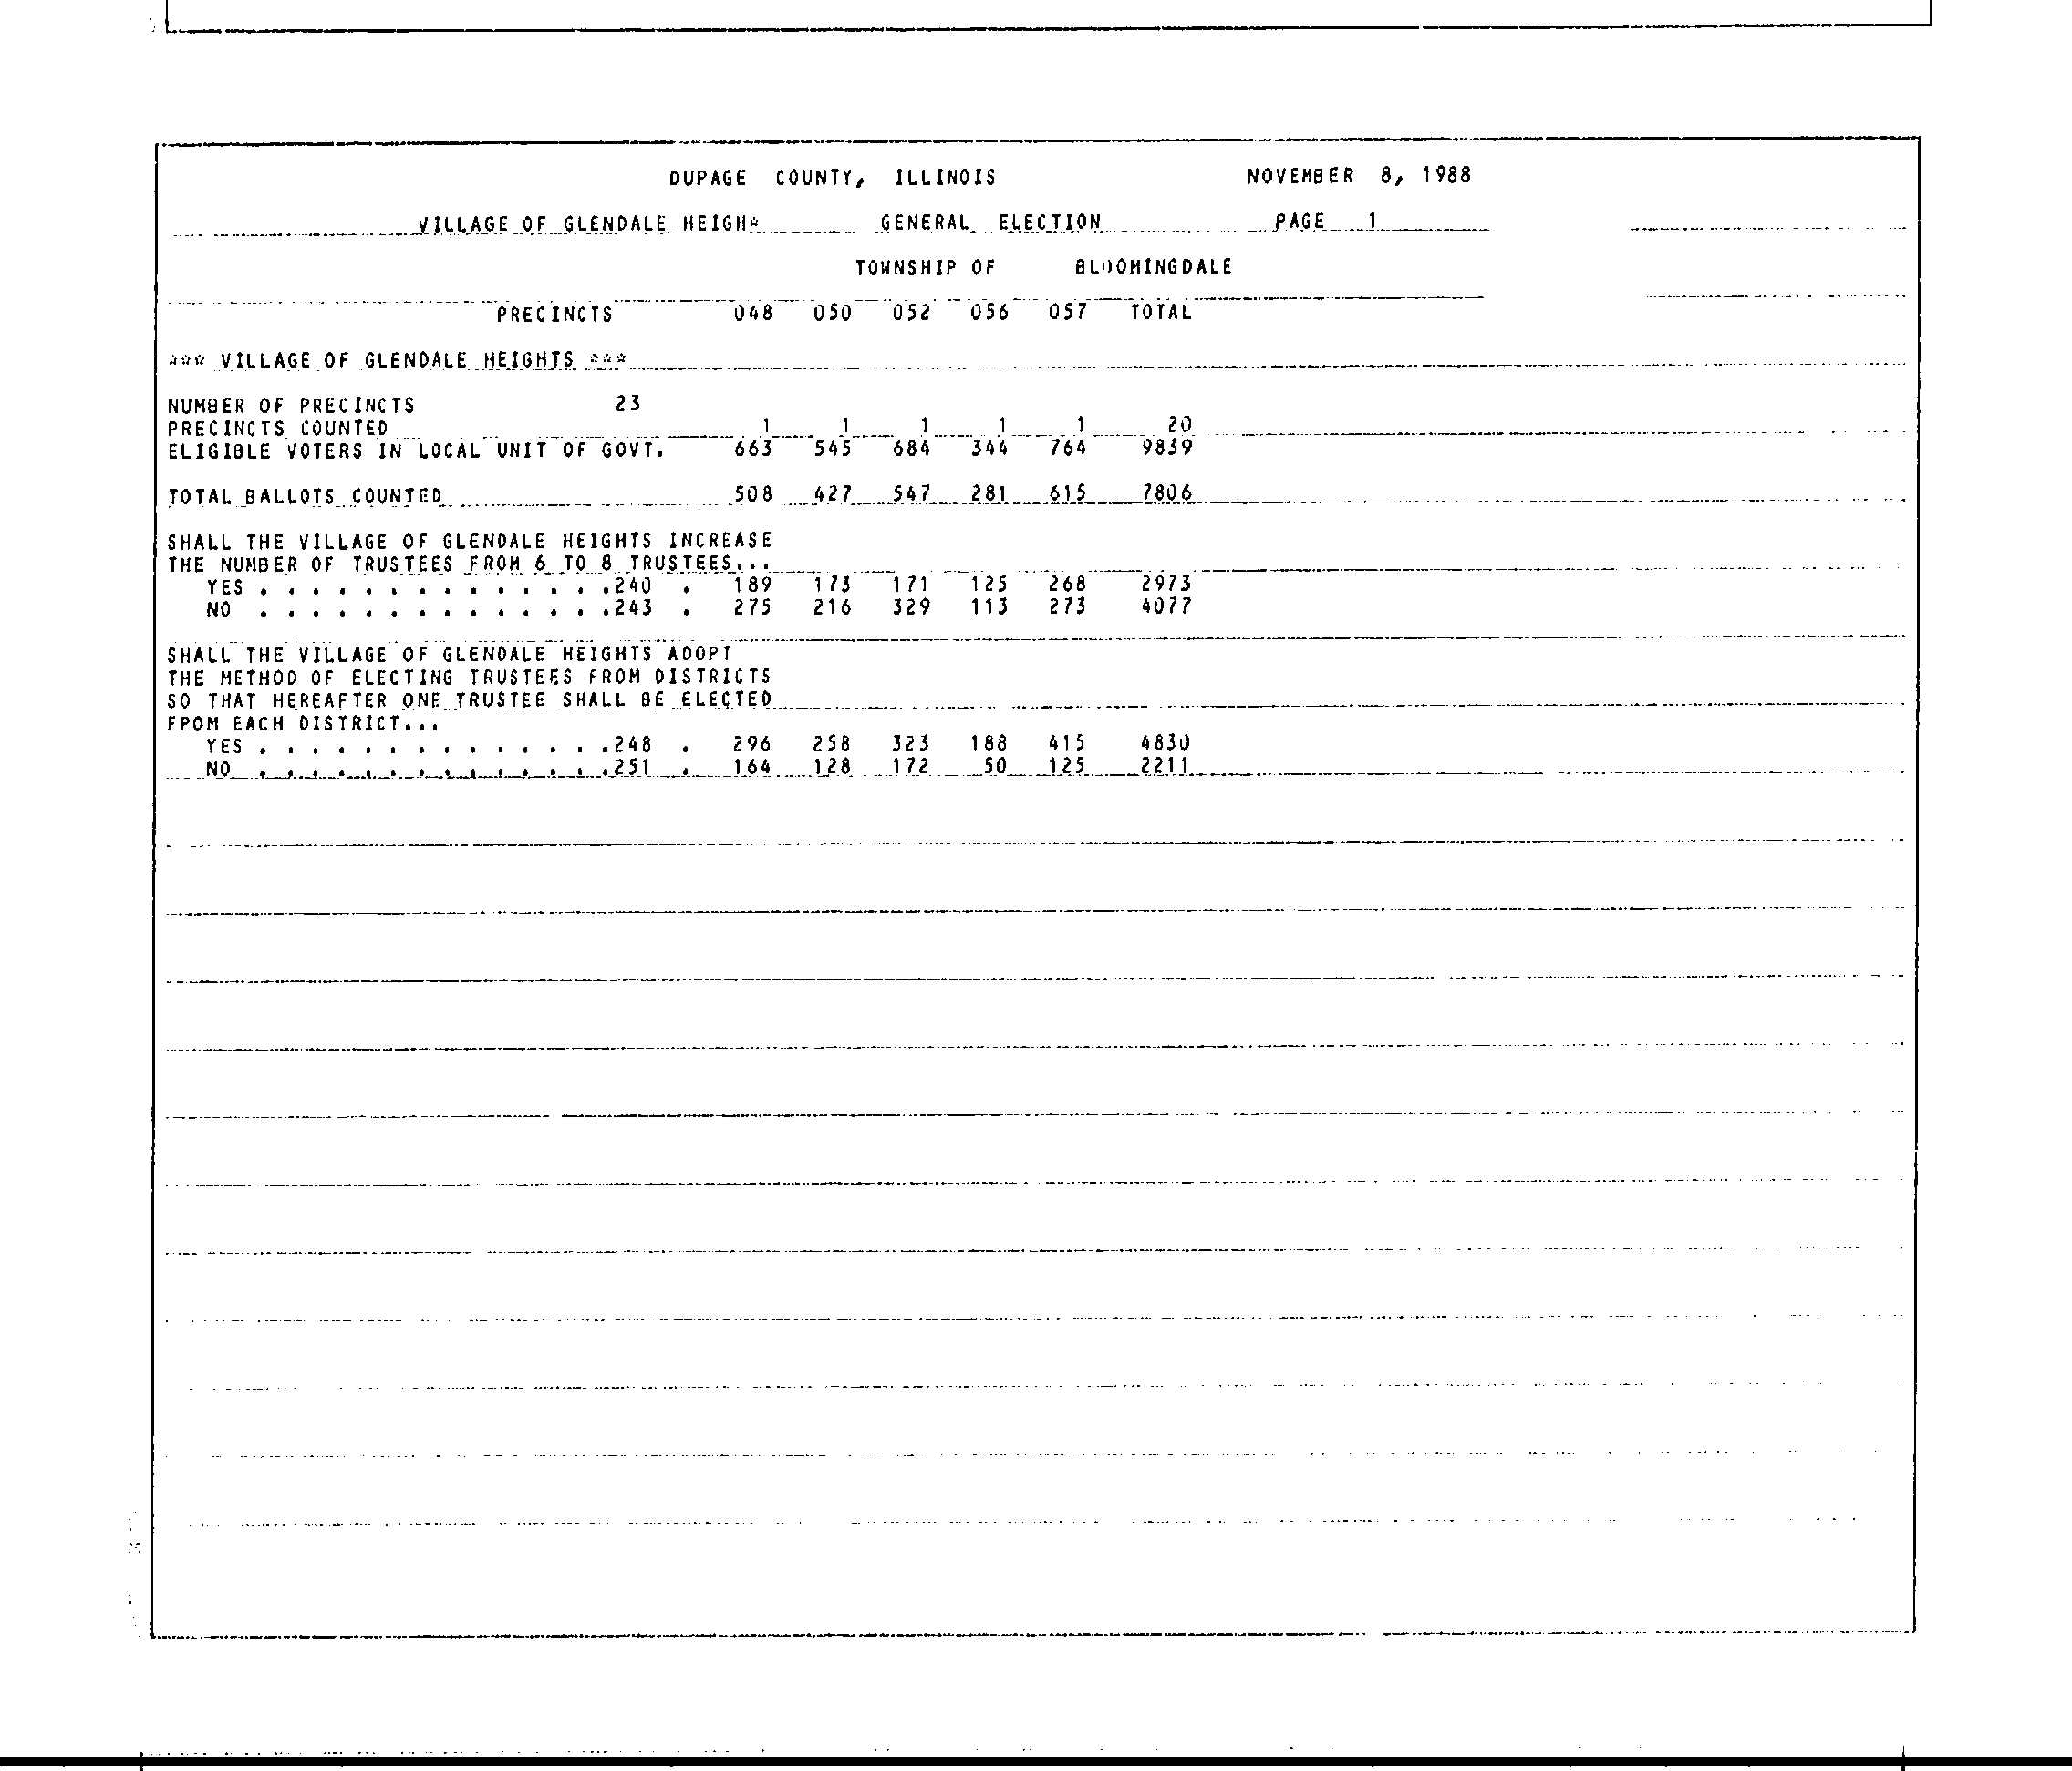 DUPAGE COUNTY, ILLINOIS NOVEMBER 8, 1988
VILLAGE OF GLENDALE HEIGH* GENERAL ELECTION PAGE 1
TOWNSHIP OF BLOOMINGDALE
PRECINCTS 048 050 052 056 057 TOTAL
*** VILLAGE OF GLENDALE HEIGHTS ***
NUMBER OF PRECINCTS 23
PRECINCTS COUNTED 1 1 1 1 1 20
ELIGIBLE VOTERS IN LOCAL UNIT OF GOVT. 663 545 684 344 764 9839
TOTAL BALLOTS COUNTED 508 427 547 281 615 7806
SHALL THE VILLAGE OF GLENDALE HEIGHTS INCREASE
THE NUMBER OF TRUSTEES FROM 6 TO 8 TRUSTEES...
YES . . . . . . . . . . . . . .240 . 189 173 171 125 268 2973
NO . . . . . . . . . . . . . .243 . 275 216 329 113 273 4077
SHALL THE VILLAGE OF GLENDALE HEIGHTS ADOPT
THE METHOD OF ELECTING TRUSTEES FROM DISTRICTS
SO THAT HEREAFTER ONE TRUSTEE SHALL BE ELECTED
FPOM EACH DISTRICT...
YES . . . . . . . . . . . . . .248 . 296 258 323 188 415 4830
NO . . . . . . . . . . . . . .251 . 164 128 172 50 125 2211